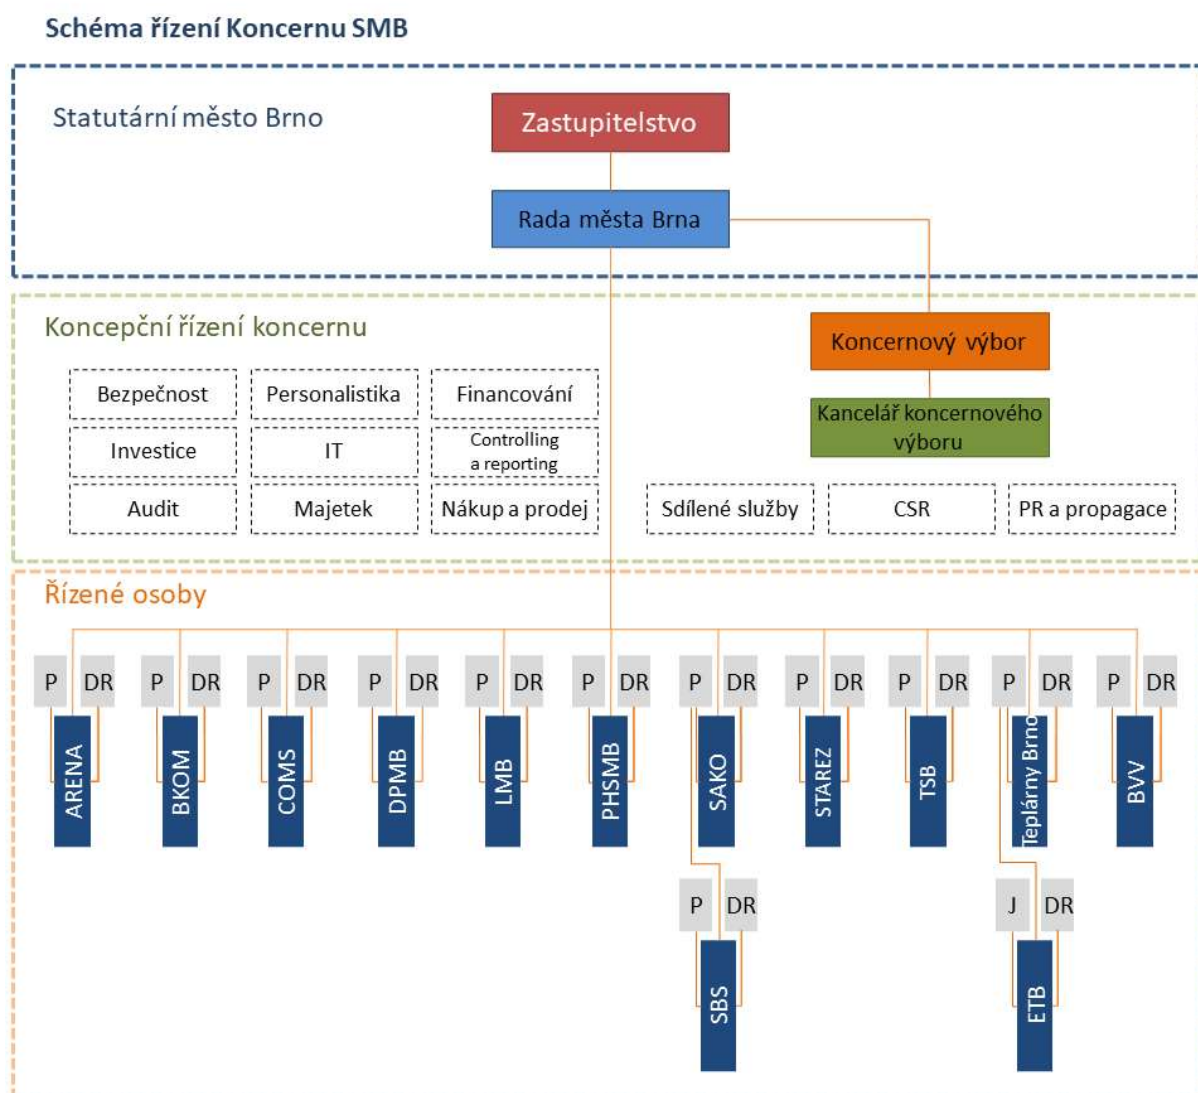 Schéma řízení Koncernu SMB
Statutární město Brno
Zastupitelstvo
Rada města Brna
Koncepční řízení koncernu
Koncernový výbor
Kancelář koncernového
výboru
Bezpečnost
Personalistika
Financování
Investice
IT
Controlling
a reporting
Audit
Majetek
Nákup a prodej
Sdílené služby
CSR
PR a propagace
Řízené osoby
P
DR
P
DR
P
DR
P
DR
P
DR
P
DR
P
DR
P
DR
P
DR
P
DR
P
DR
ARENA
BKOM
COMS
DPMB
LMB
PHSMB
SAKO
STAREZ
TSB
Teplárny Brno
BVV
P
DR
J
DR
SBS
ETB